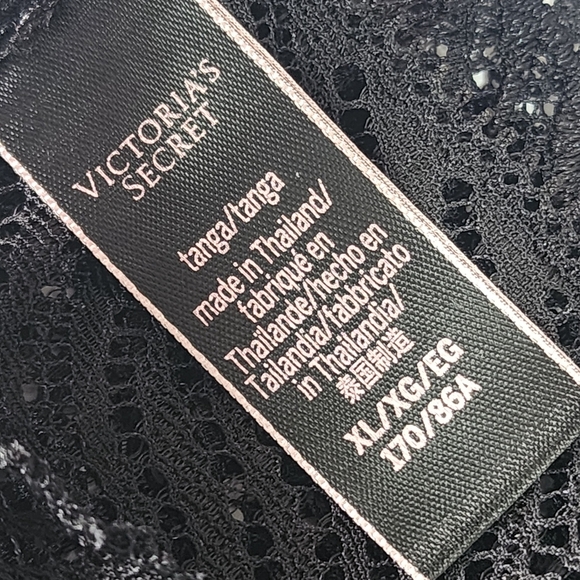 VICTORIA'S
SECRET
tanga/tanga
made in Thailand/
fabriqué en
Thaïlande/hecho en
Tailandia/fabbricato
in Thailandia/
泰国制造
XL/XG/EG
170/86A